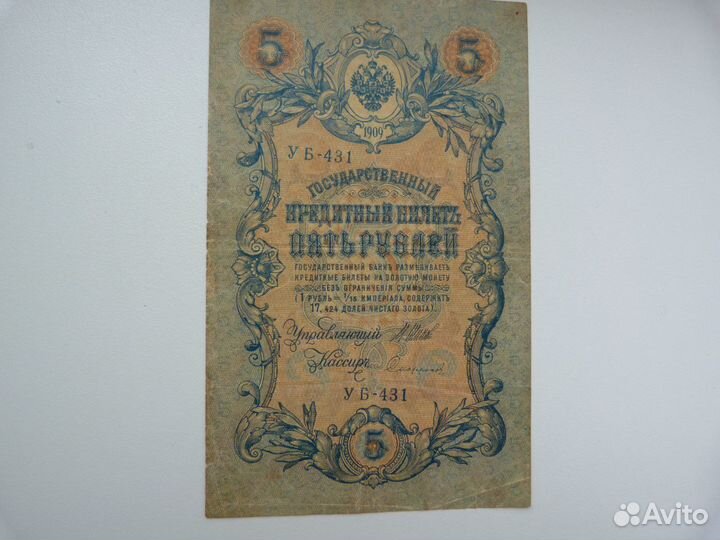 5 5
1909
УБ-431
ГОСУДАРСТВЕННЫЙ
КРЕДИТНЫЙ БИЛЕТЪ
ПЯТЬ РУБЛЕЙ
ГОСУДАРСТВЕННЫЙ БАНКЪ РАЗМѢНИВАЕТЪ
КРЕДИТНЫЕ БИЛЕТЫ НА ЗОЛОТУЮ МОНЕТУ
БЕЗЪ ОГРАНИЧЕНІЯ СУММЫ
(1 РУБЛЬ = 1/15 ИМПЕРІАЛА, СОДЕРЖИТЪ
17,424 ДОЛЕЙ ЧИСТАГО ЗОЛОТА).
Управляющій
Кассиръ
УБ-431
5
Avito